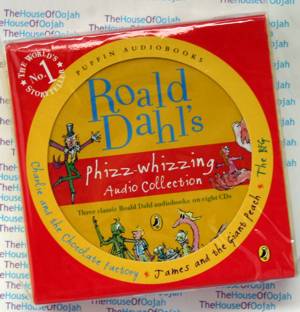 TheHouseOfOojah
THE WORLD'S
No.1
STORYTELLER
PUFFIN AUDIOBOOKS
Roald
Dahl's
Phizz-whizzing
Audio Collection
Three classic Roald Dahl audiobooks on eight CDs
Charlie and the Chocolate Factory * James and the Giant Peach * The BFG
TheHouseOfOojah